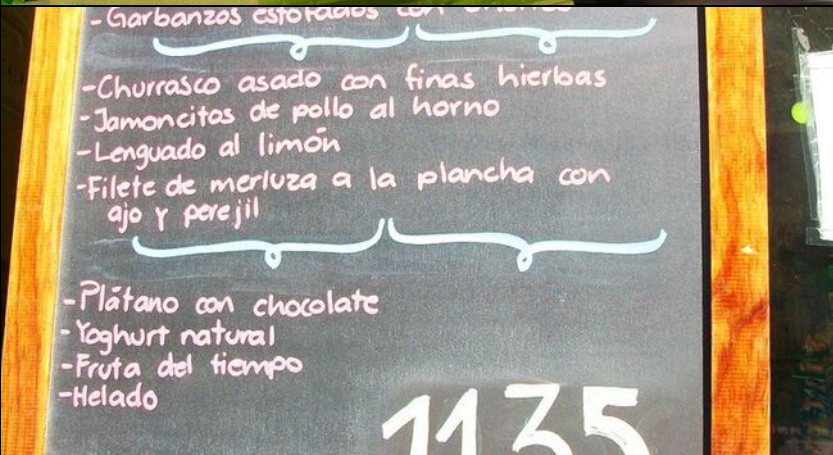 -Garbanzos estofados con
-Churrasco asado con finas hierbas
-Jamoncitos de pollo al horno
-Lenguado al limón
-Filete de merluza a la plancha con
ajo y perejil
-Plátano con chocolate
-Yoghurt natural
-Fruta del tiempo
-Helado
1135